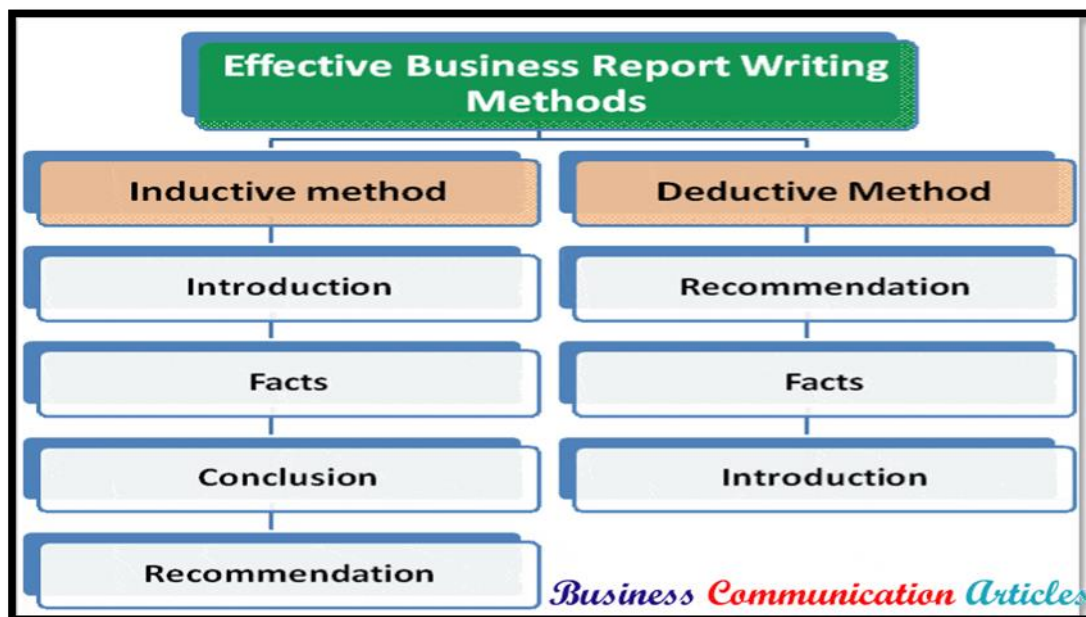 Effective Business Report Writing
Methods
Inductive method
Deductive Method
Introduction
Recommendation
Facts
Facts
Conclusion
Introduction
Recommendation
Business Communication Articles